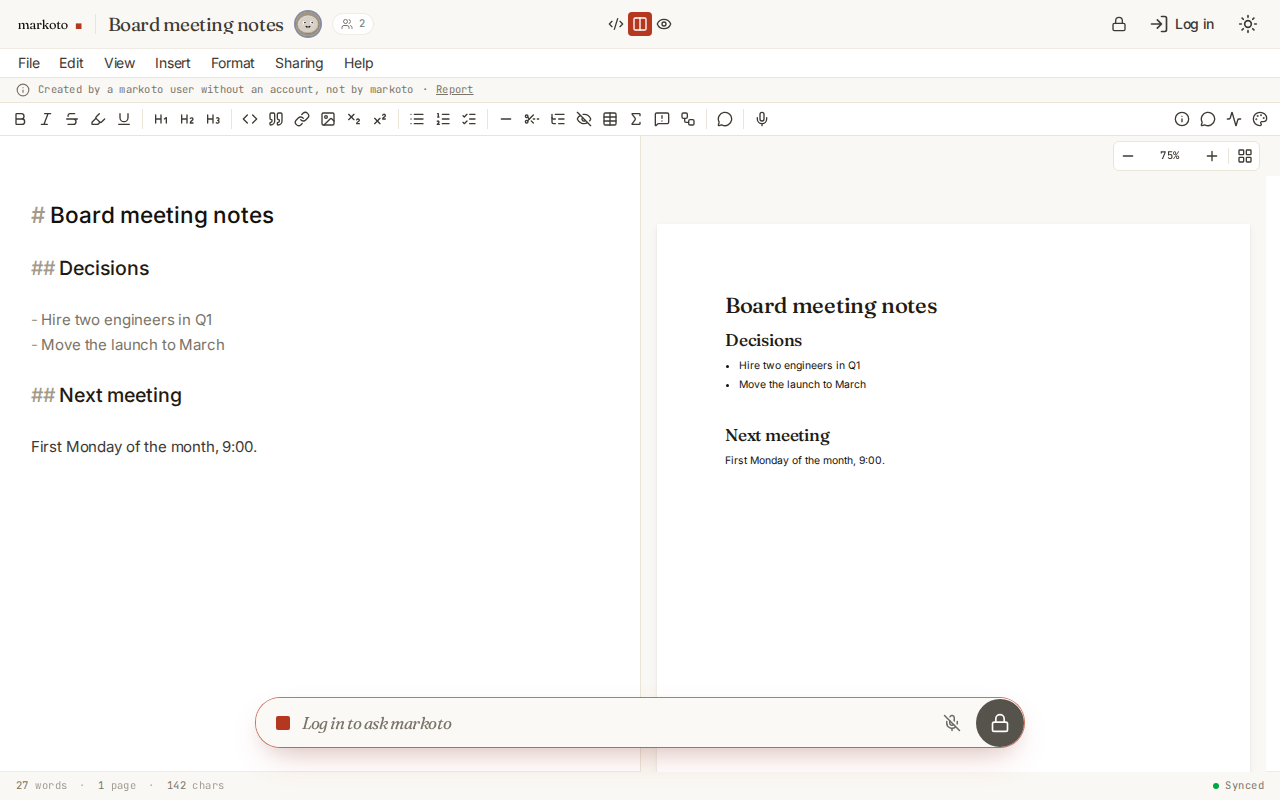 markoto
Board meeting notes
2
Log in
File Edit View Insert Format Sharing Help
Created by a markoto user without an account, not by markoto · Report
B I S U H1 H2 H3 X2 X2 Σ
75%
# Board meeting notes
## Decisions
- Hire two engineers in Q1
- Move the launch to March
## Next meeting
First Monday of the month, 9:00.
Board meeting notes
Decisions
• Hire two engineers in Q1
• Move the launch to March
Next meeting
First Monday of the month, 9:00.
Log in to ask markoto
27 words · 1 page · 142 chars
Synced